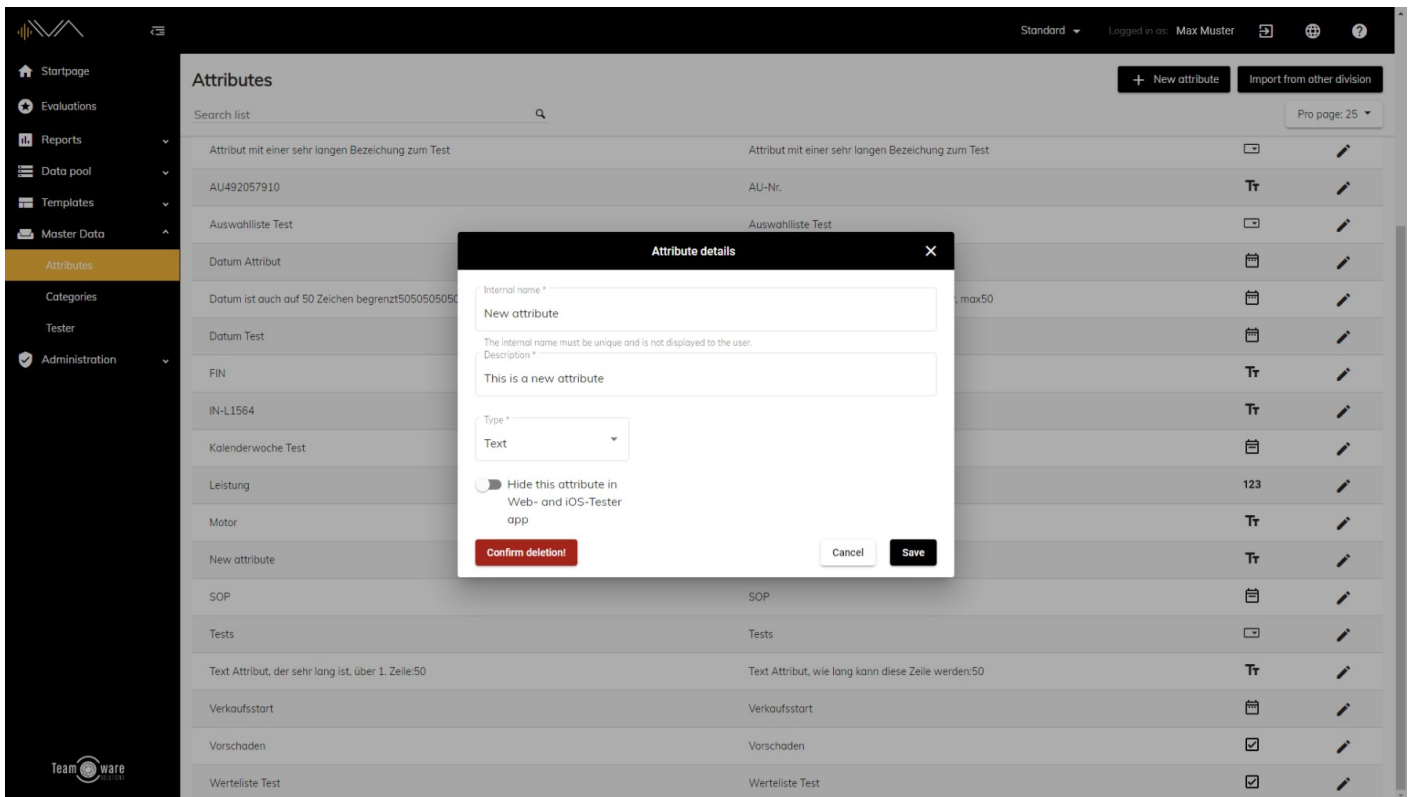 Standard
Logged in as: Max Muster
Startpage
Evaluations
Reports
Data pool
Templates
Master Data
Attributes
Categories
Tester
Administration
Team ware
SOLUTIONS
Attributes
+ New attribute
Import from other division
Search list
Pro page: 25
Attribut mit einer sehr langen Bezeichung zum Test Attribut mit einer sehr langen Bezeichung zum Test
AU492057910 AU-Nr. Tт
Auswahlliste Test Auswahlliste Test
Datum Attribut
Datum ist auch auf 50 Zeichen begrenzt5050505050 , max50
Datum Test
FIN Tт
IN-L1564 Tт
Kalenderwoche Test
Leistung 123
Motor Tт
New attribute Tт
SOP SOP
Tests Tests
Text Attribut, der sehr lang ist, über 1. Zeile:50 Text Attribut, wie lang kann diese Zeile werden:50 Tт
Verkaufsstart Verkaufsstart
Vorschaden Vorschaden
Werteliste Test Werteliste Test
Attribute details
Internal name *
New attribute
The internal name must be unique and is not displayed to the user.
Description *
This is a new attribute
Type *
Text
Hide this attribute in
Web- and iOS-Tester
app
Confirm deletion!
Cancel
Save